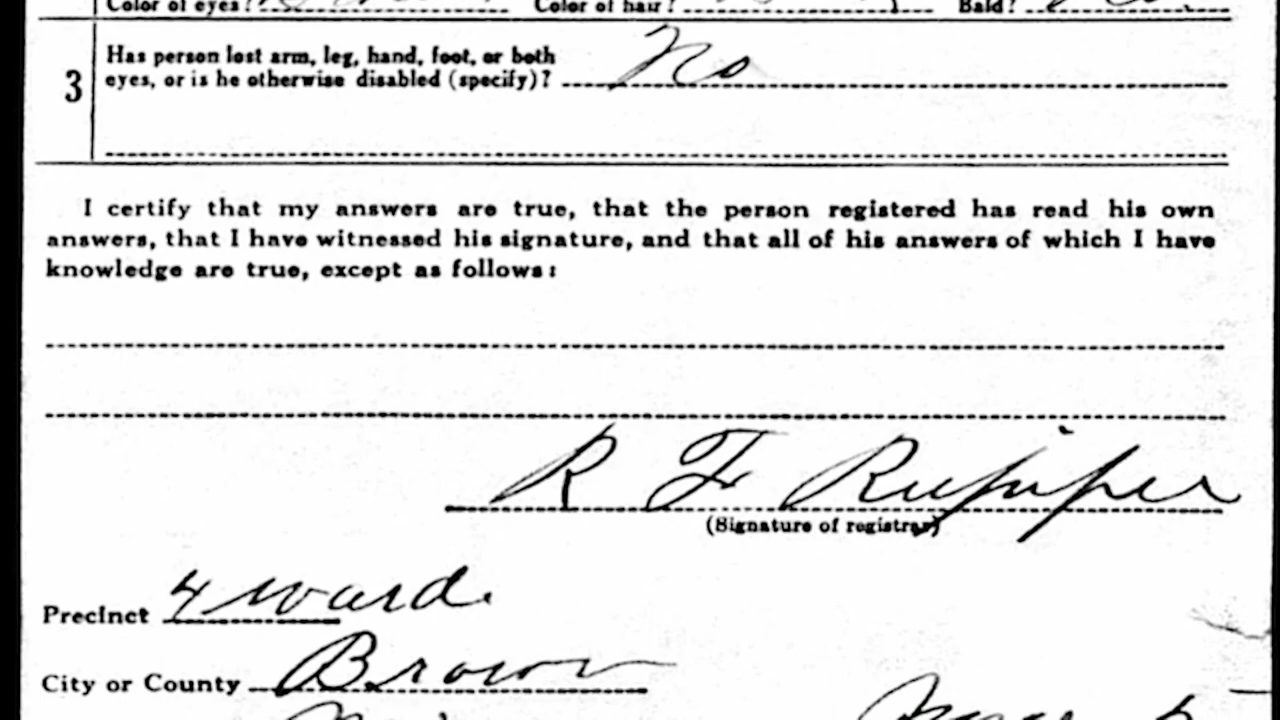 Color of eyes? Color of hair? Bald?
3
Has person lost arm, leg, hand, foot, or both
eyes, or is he otherwise disabled (specify)? No
I certify that my answers are true, that the person registered has read his own
answers, that I have witnessed his signature, and that all of his answers of which I have
knowledge are true, except as follows:
R F
(Signature of registrar)
Precinct 4 ward.
City or County Brown